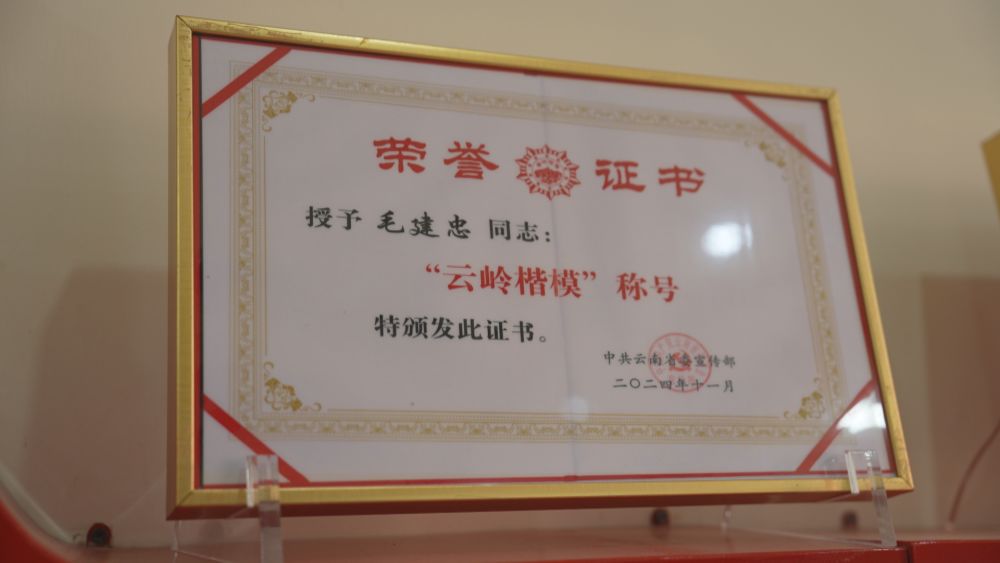 荣誉证书
授予 毛建忠 同志：
“云岭楷模”称号
特颁发此证书。
中共云南省委宣传部
二〇二四年十一月